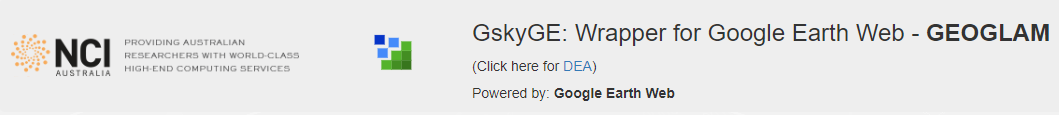 NCI
AUSTRALIA
PROVIDING AUSTRALIAN
RESEARCHERS WITH WORLD-CLASS
HIGH-END COMPUTING SERVICES
GskyGE: Wrapper for Google Earth Web - GEOGLAM
(Click here for DEA)
Powered by: Google Earth Web